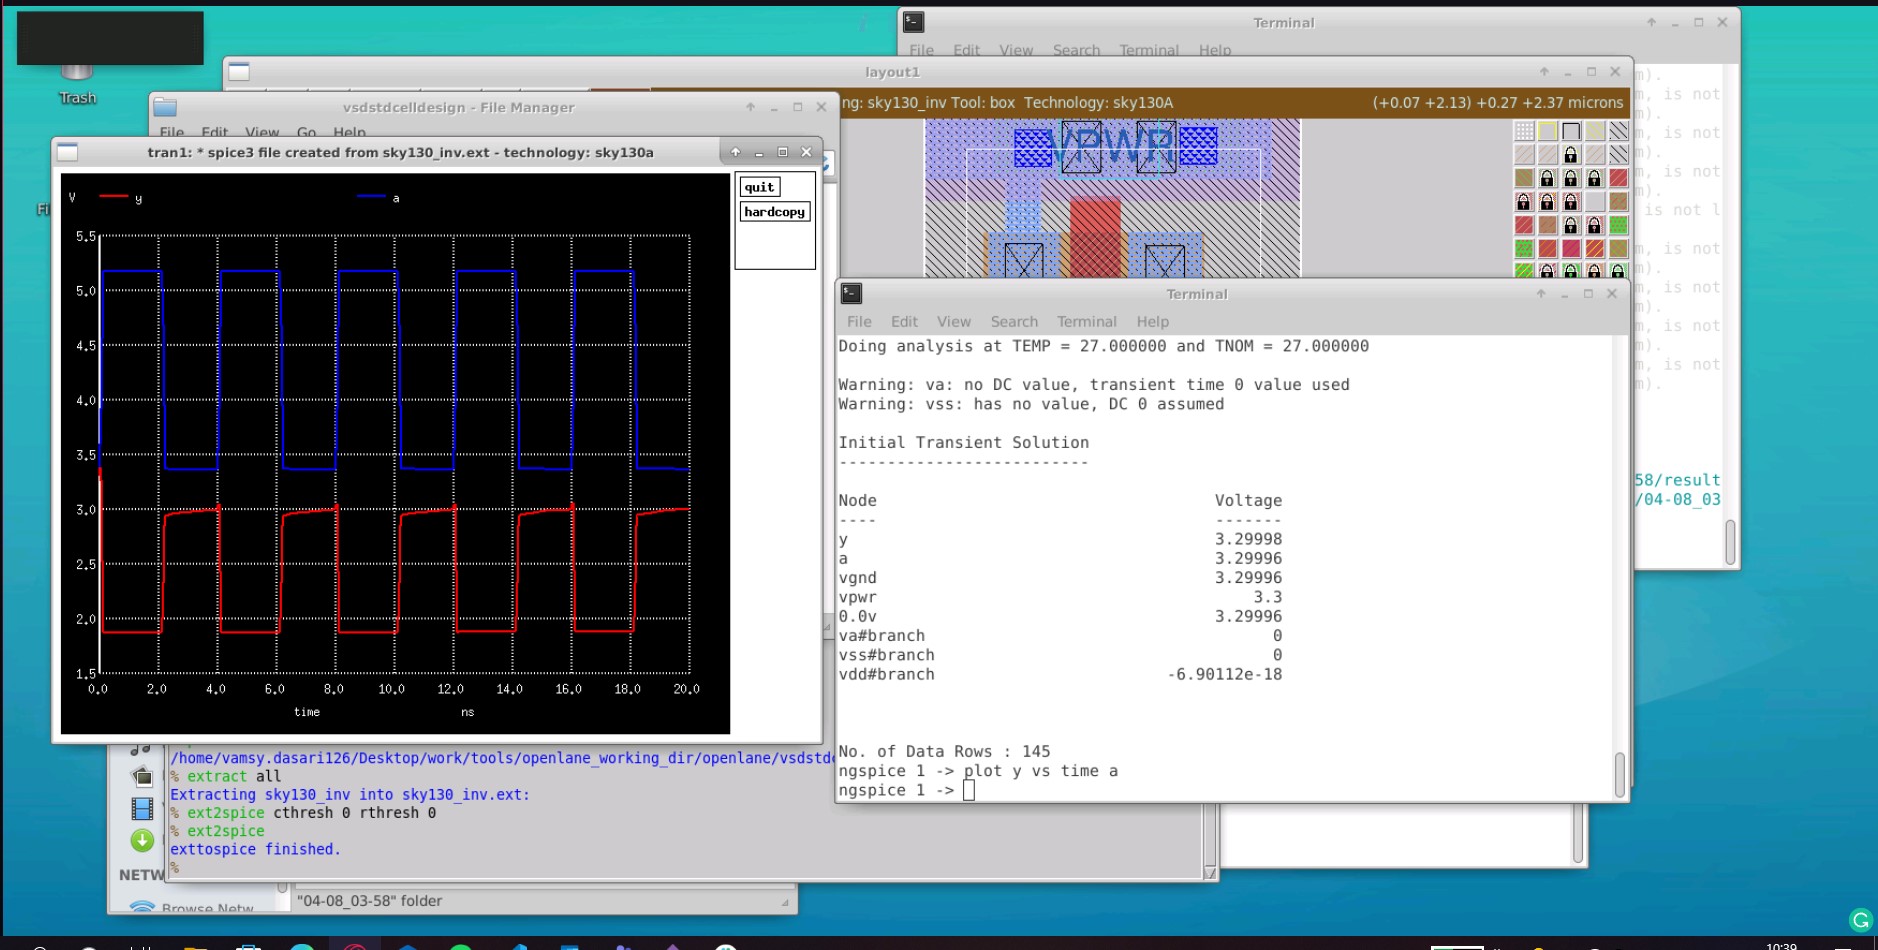 Trash
Terminal
File Edit View Search Terminal Help
layout1
vsdstdcelldesign - File Manager
File Edit View Go Help
ng: sky130_inv Tool: box Technology: sky130A
(+0.07 +2.13) +0.27 +2.37 microns
VPWR
tran1: * spice3 file created from sky130_inv.ext - technology: sky130a
quit
hardcopy
V
y
a
5.5
5.0
4.5
4.0
3.5
3.0
2.5
2.0
1.5
0.0 2.0 4.0 6.0 8.0 10.0 12.0 14.0 16.0 18.0 20.0
time ns
m).
m, is not
m).
m, is not
m).
m, is not
m).
is not l
m, is not
m).
m, is not
m).
m, is not
m).
m, is not
m).
58/result
/04-08_03
Terminal
File Edit View Search Terminal Help
Doing analysis at TEMP = 27.000000 and TNOM = 27.000000
Warning: va: no DC value, transient time 0 value used
Warning: vss: has no value, DC 0 assumed
Initial Transient Solution
--------------------------
Node Voltage
---- -------
y 3.29998
a 3.29996
vgnd 3.29996
vpwr 3.3
0.0v 3.29996
va#branch 0
vss#branch 0
vdd#branch -6.90112e-18
No. of Data Rows : 145
ngspice 1 -> plot y vs time a
ngspice 1 ->
/home/vamsy.dasari126/Desktop/work/tools/openlane_working_dir/openlane/vsdstdc
% extract all
Extracting sky130_inv into sky130_inv.ext:
% ext2spice cthresh 0 rthresh 0
% ext2spice
exttospice finished.
%
NETW
Browse Netw
"04-08_03-58" folder
10:39